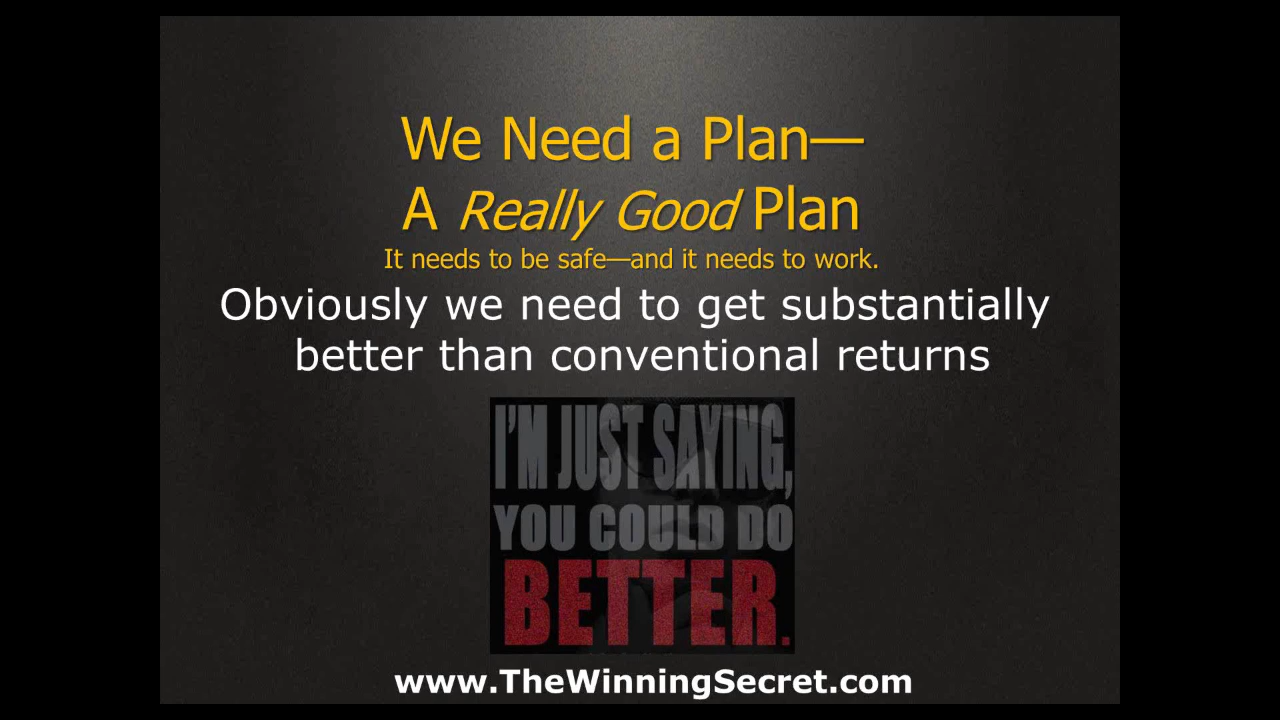 We Need a Plan—
A Really Good Plan
It needs to be safe—and it needs to work.
Obviously we need to get substantially
better than conventional returns
I'M JUST SAYING,
YOU COULD DO
BETTER.
www.TheWinningSecret.com